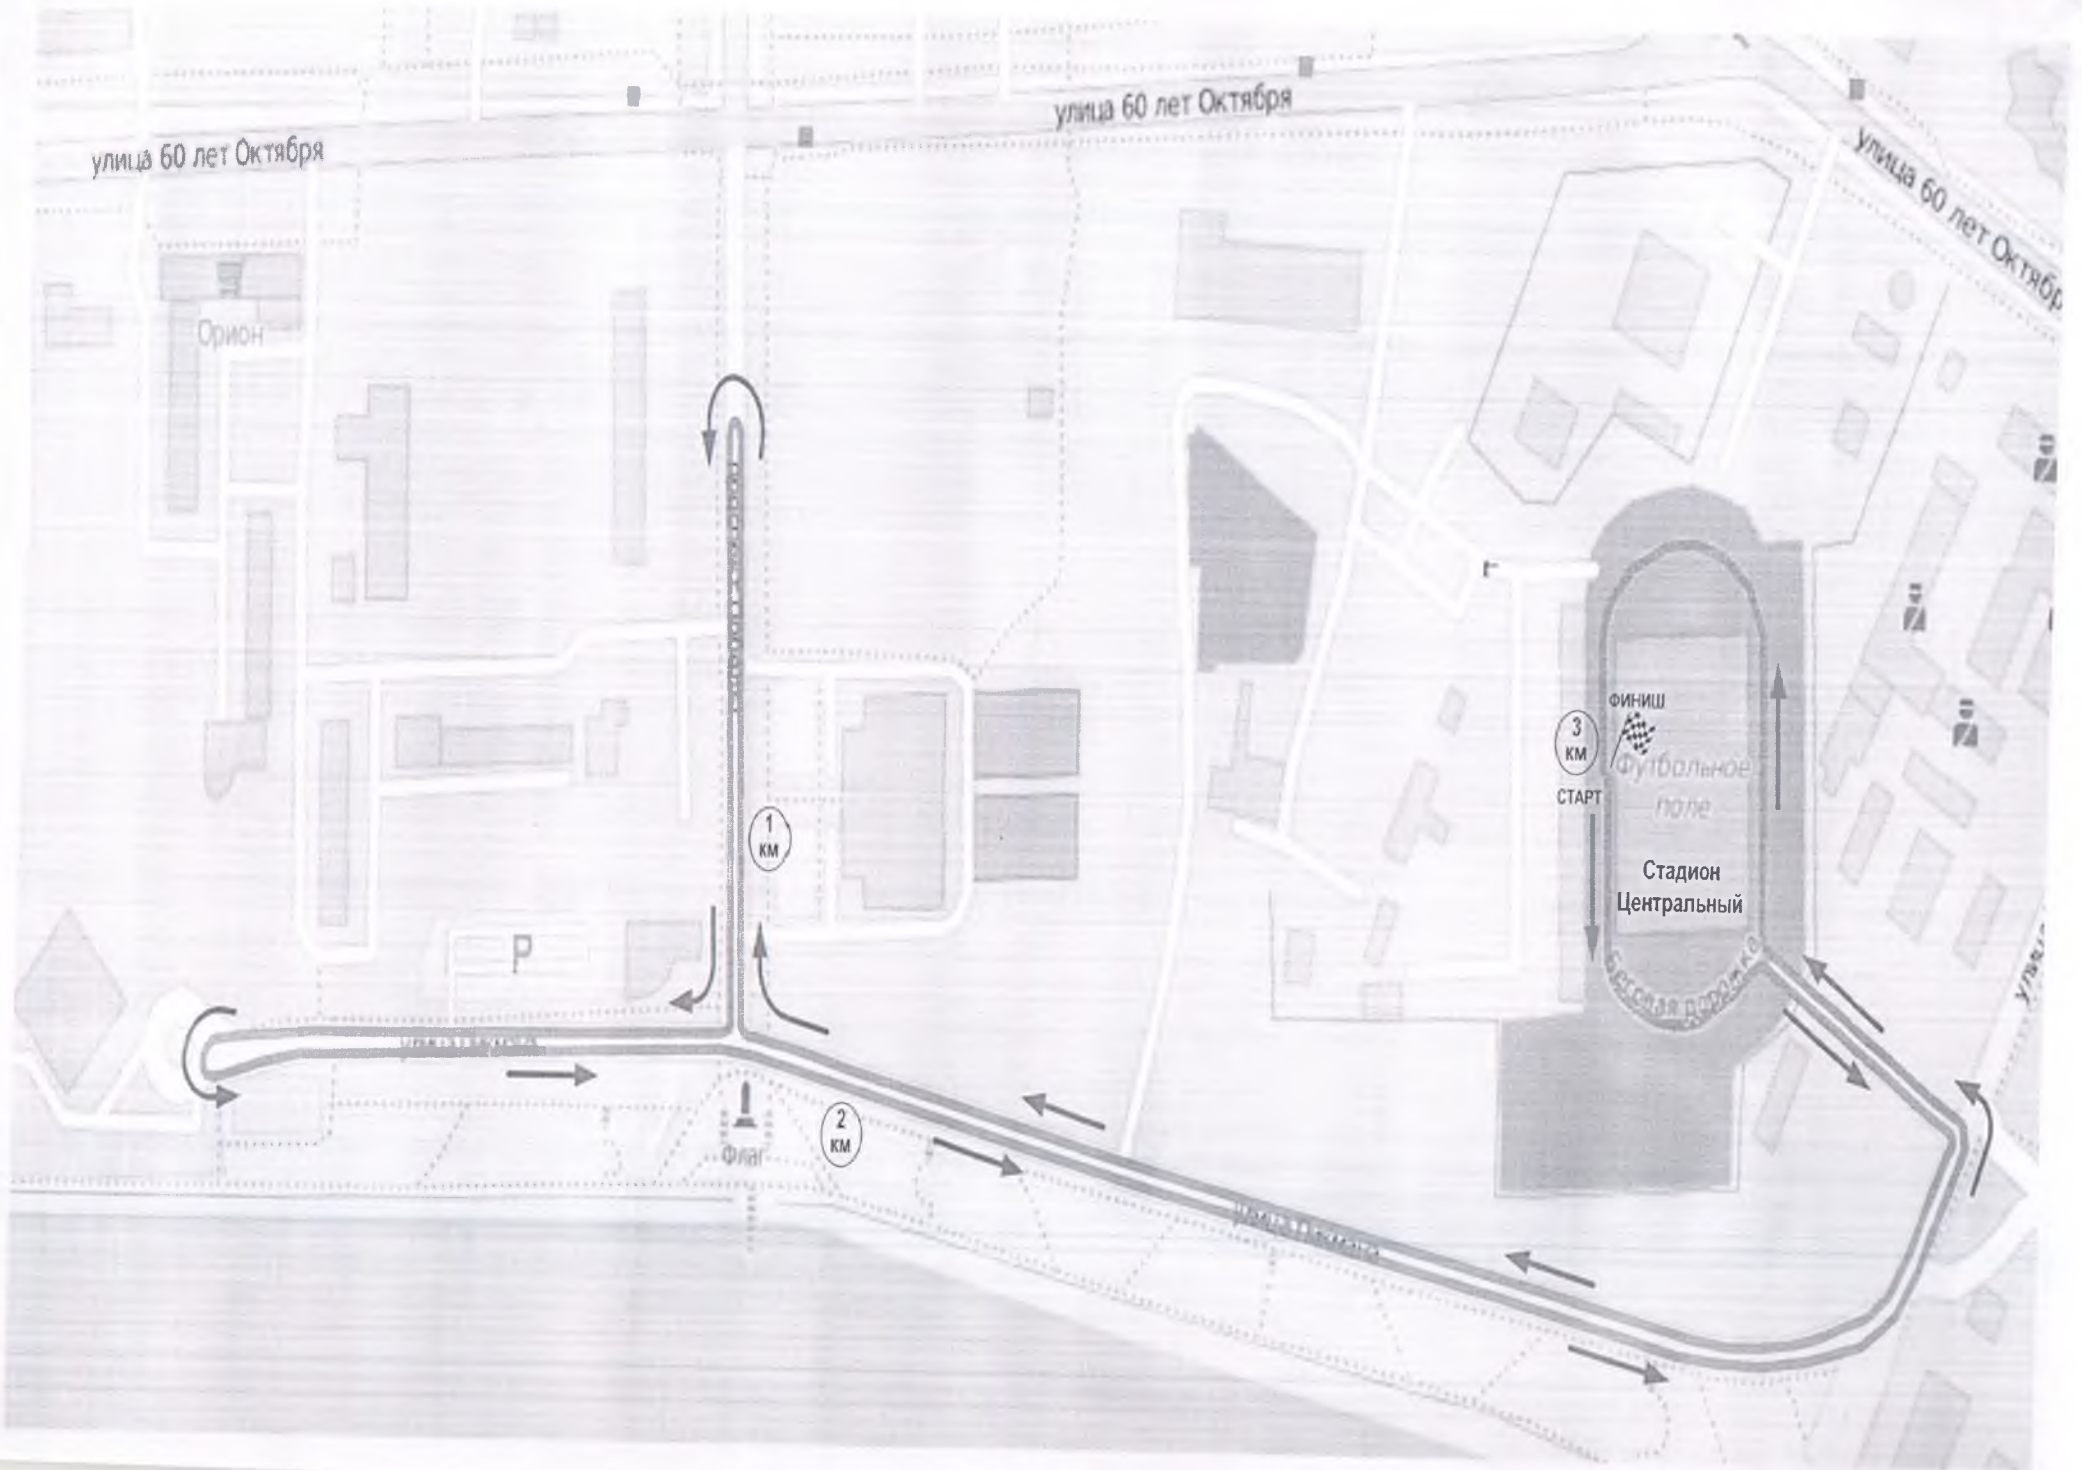 улица 60 лет Октября
улица 60 лет Октября
улица 60 лет Октябр
Орион
ФИНИШ
3
КМ
Футбольное
поле
СТАРТ
1
КМ
Стадион
Центральный
Беговая дорожка
P
2
КМ
Флаг